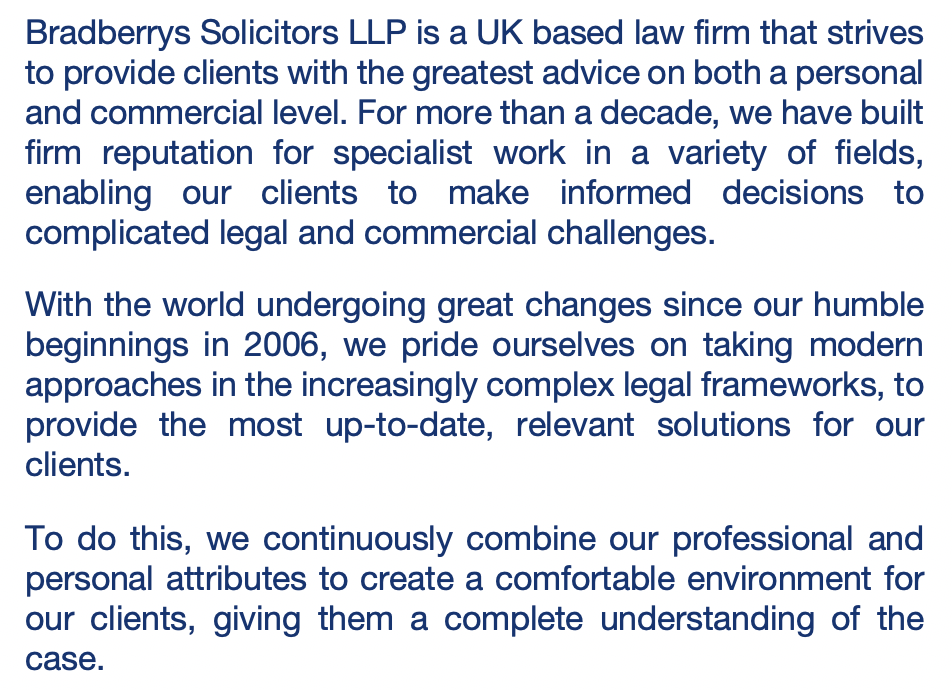 Bradberrys Solicitors LLP is a UK based law firm that strives
to provide clients with the greatest advice on both a personal
and commercial level. For more than a decade, we have built
firm reputation for specialist work in a variety of fields,
enabling our clients to make informed decisions to
complicated legal and commercial challenges.
With the world undergoing great changes since our humble
beginnings in 2006, we pride ourselves on taking modern
approaches in the increasingly complex legal frameworks, to
provide the most up-to-date, relevant solutions for our
clients.
To do this, we continuously combine our professional and
personal attributes to create a comfortable environment for
our clients, giving them a complete understanding of the
case.